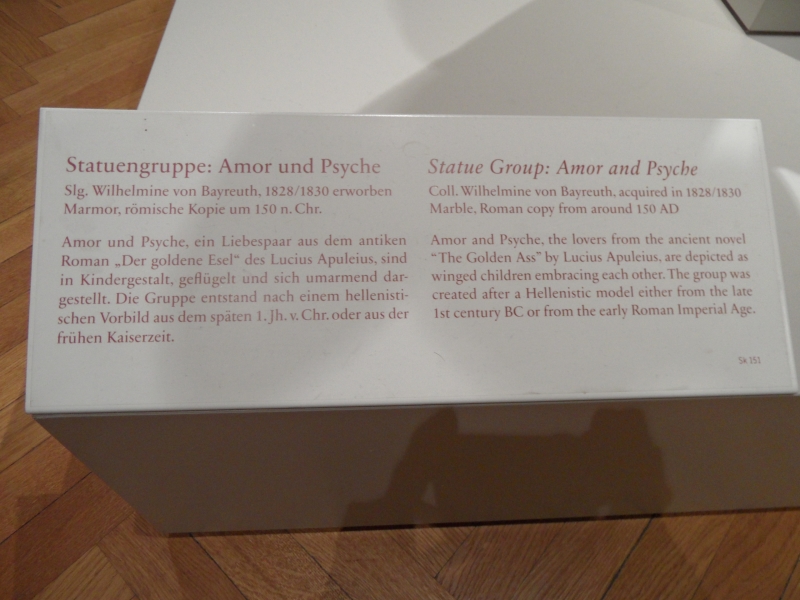 Statuengruppe: Amor und Psyche
Slg. Wilhelmine von Bayreuth, 1828/1830 erworben
Marmor, römische Kopie um 150 n. Chr.
Amor und Psyche, ein Liebespaar aus dem antiken
Roman „Der goldene Esel“ des Lucius Apuleius, sind
in Kindergestalt, geflügelt und sich umarmend dar-
gestellt. Die Gruppe entstand nach einem hellenisti-
schen Vorbild aus dem späten 1. Jh. v. Chr. oder aus der
frühen Kaiserzeit.
Statue Group: Amor and Psyche
Coll. Wilhelmine von Bayreuth, acquired in 1828/1830
Marble, Roman copy from around 150 AD
Amor and Psyche, the lovers from the ancient novel
“The Golden Ass” by Lucius Apuleius, are depicted as
winged children embracing each other. The group was
created after a Hellenistic model either from the late
1st century BC or from the early Roman Imperial Age.
Sk 151